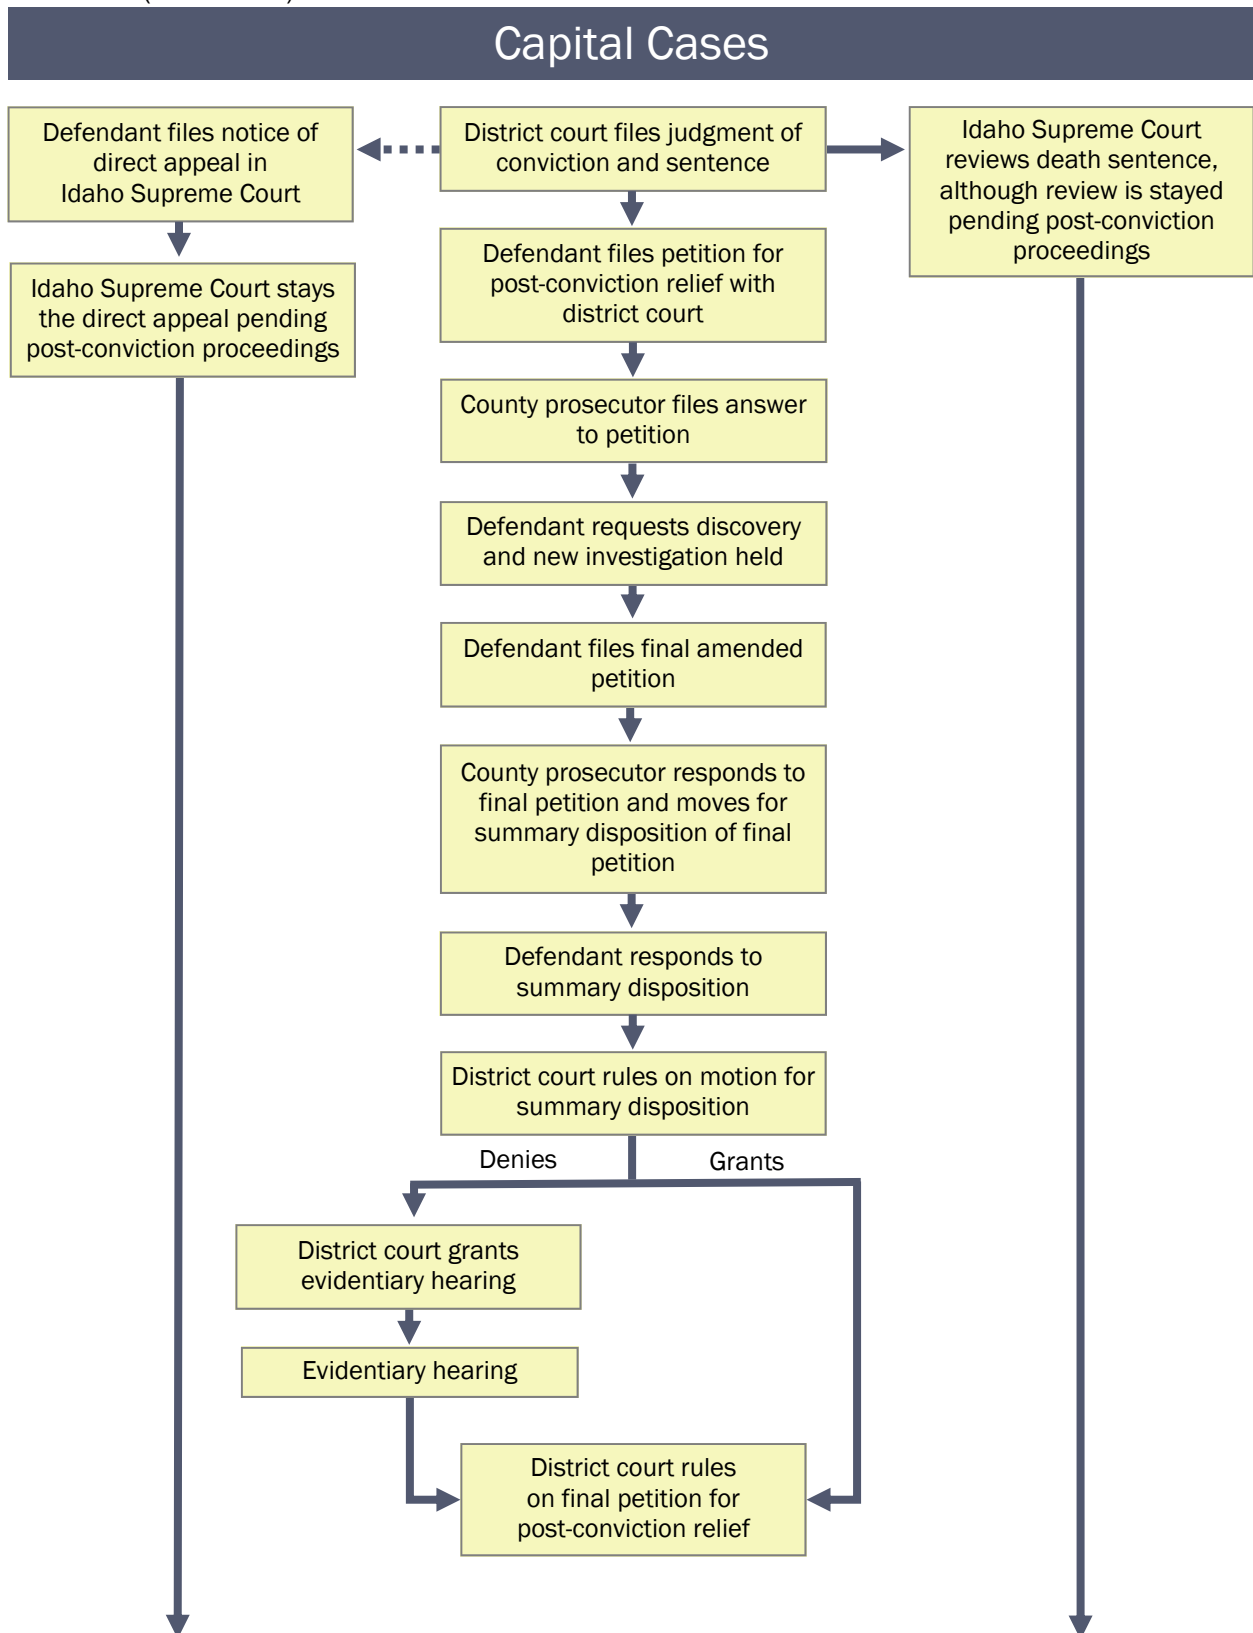 Capital Cases
Defendant files notice of
direct appeal in
Idaho Supreme Court
District court files judgment of
conviction and sentence
Idaho Supreme Court
reviews death sentence,
although review is stayed
pending post-conviction
proceedings
Idaho Supreme Court stays
the direct appeal pending
post-conviction proceedings
Defendant files petition for
post-conviction relief with
district court
County prosecutor files answer
to petition
Defendant requests discovery
and new investigation held
Defendant files final amended
petition
County prosecutor responds to
final petition and moves for
summary disposition of final
petition
Defendant responds to
summary disposition
District court rules on motion for
summary disposition
Denies
Grants
District court grants
evidentiary hearing
Evidentiary hearing
District court rules
on final petition for
post-conviction relief